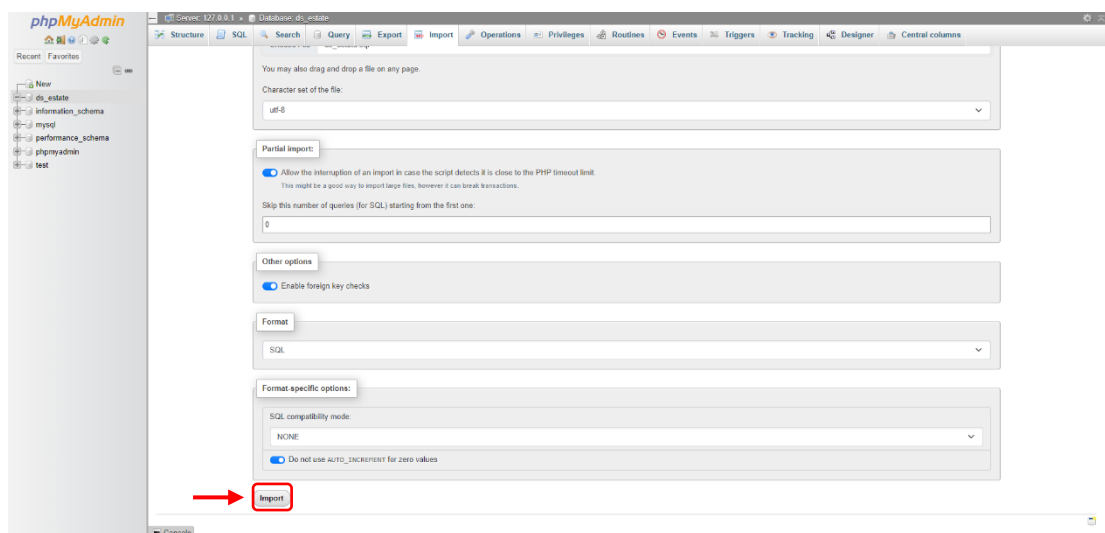 phpMyAdmin
Recent Favorites
New
ds_estate
information_schema
mysql
performance_schema
phpmyadmin
test
Server: 127.0.0.1 » Database: ds_estate
Structure SQL Search Query Export Import Operations Privileges Routines Events Triggers Tracking Designer Central columns
You may also drag and drop a file on any page.
Character set of the file:
utf-8
Partial import:
Allow the interruption of an import in case the script detects it is close to the PHP timeout limit.
This might be a good way to import large files, however it can break transactions.
Skip this number of queries (for SQL) starting from the first one:
0
Other options
Enable foreign key checks
Format
SQL
Format-specific options:
SQL compatibility mode:
NONE
Do not use AUTO_INCREMENT for zero values
Import
Console